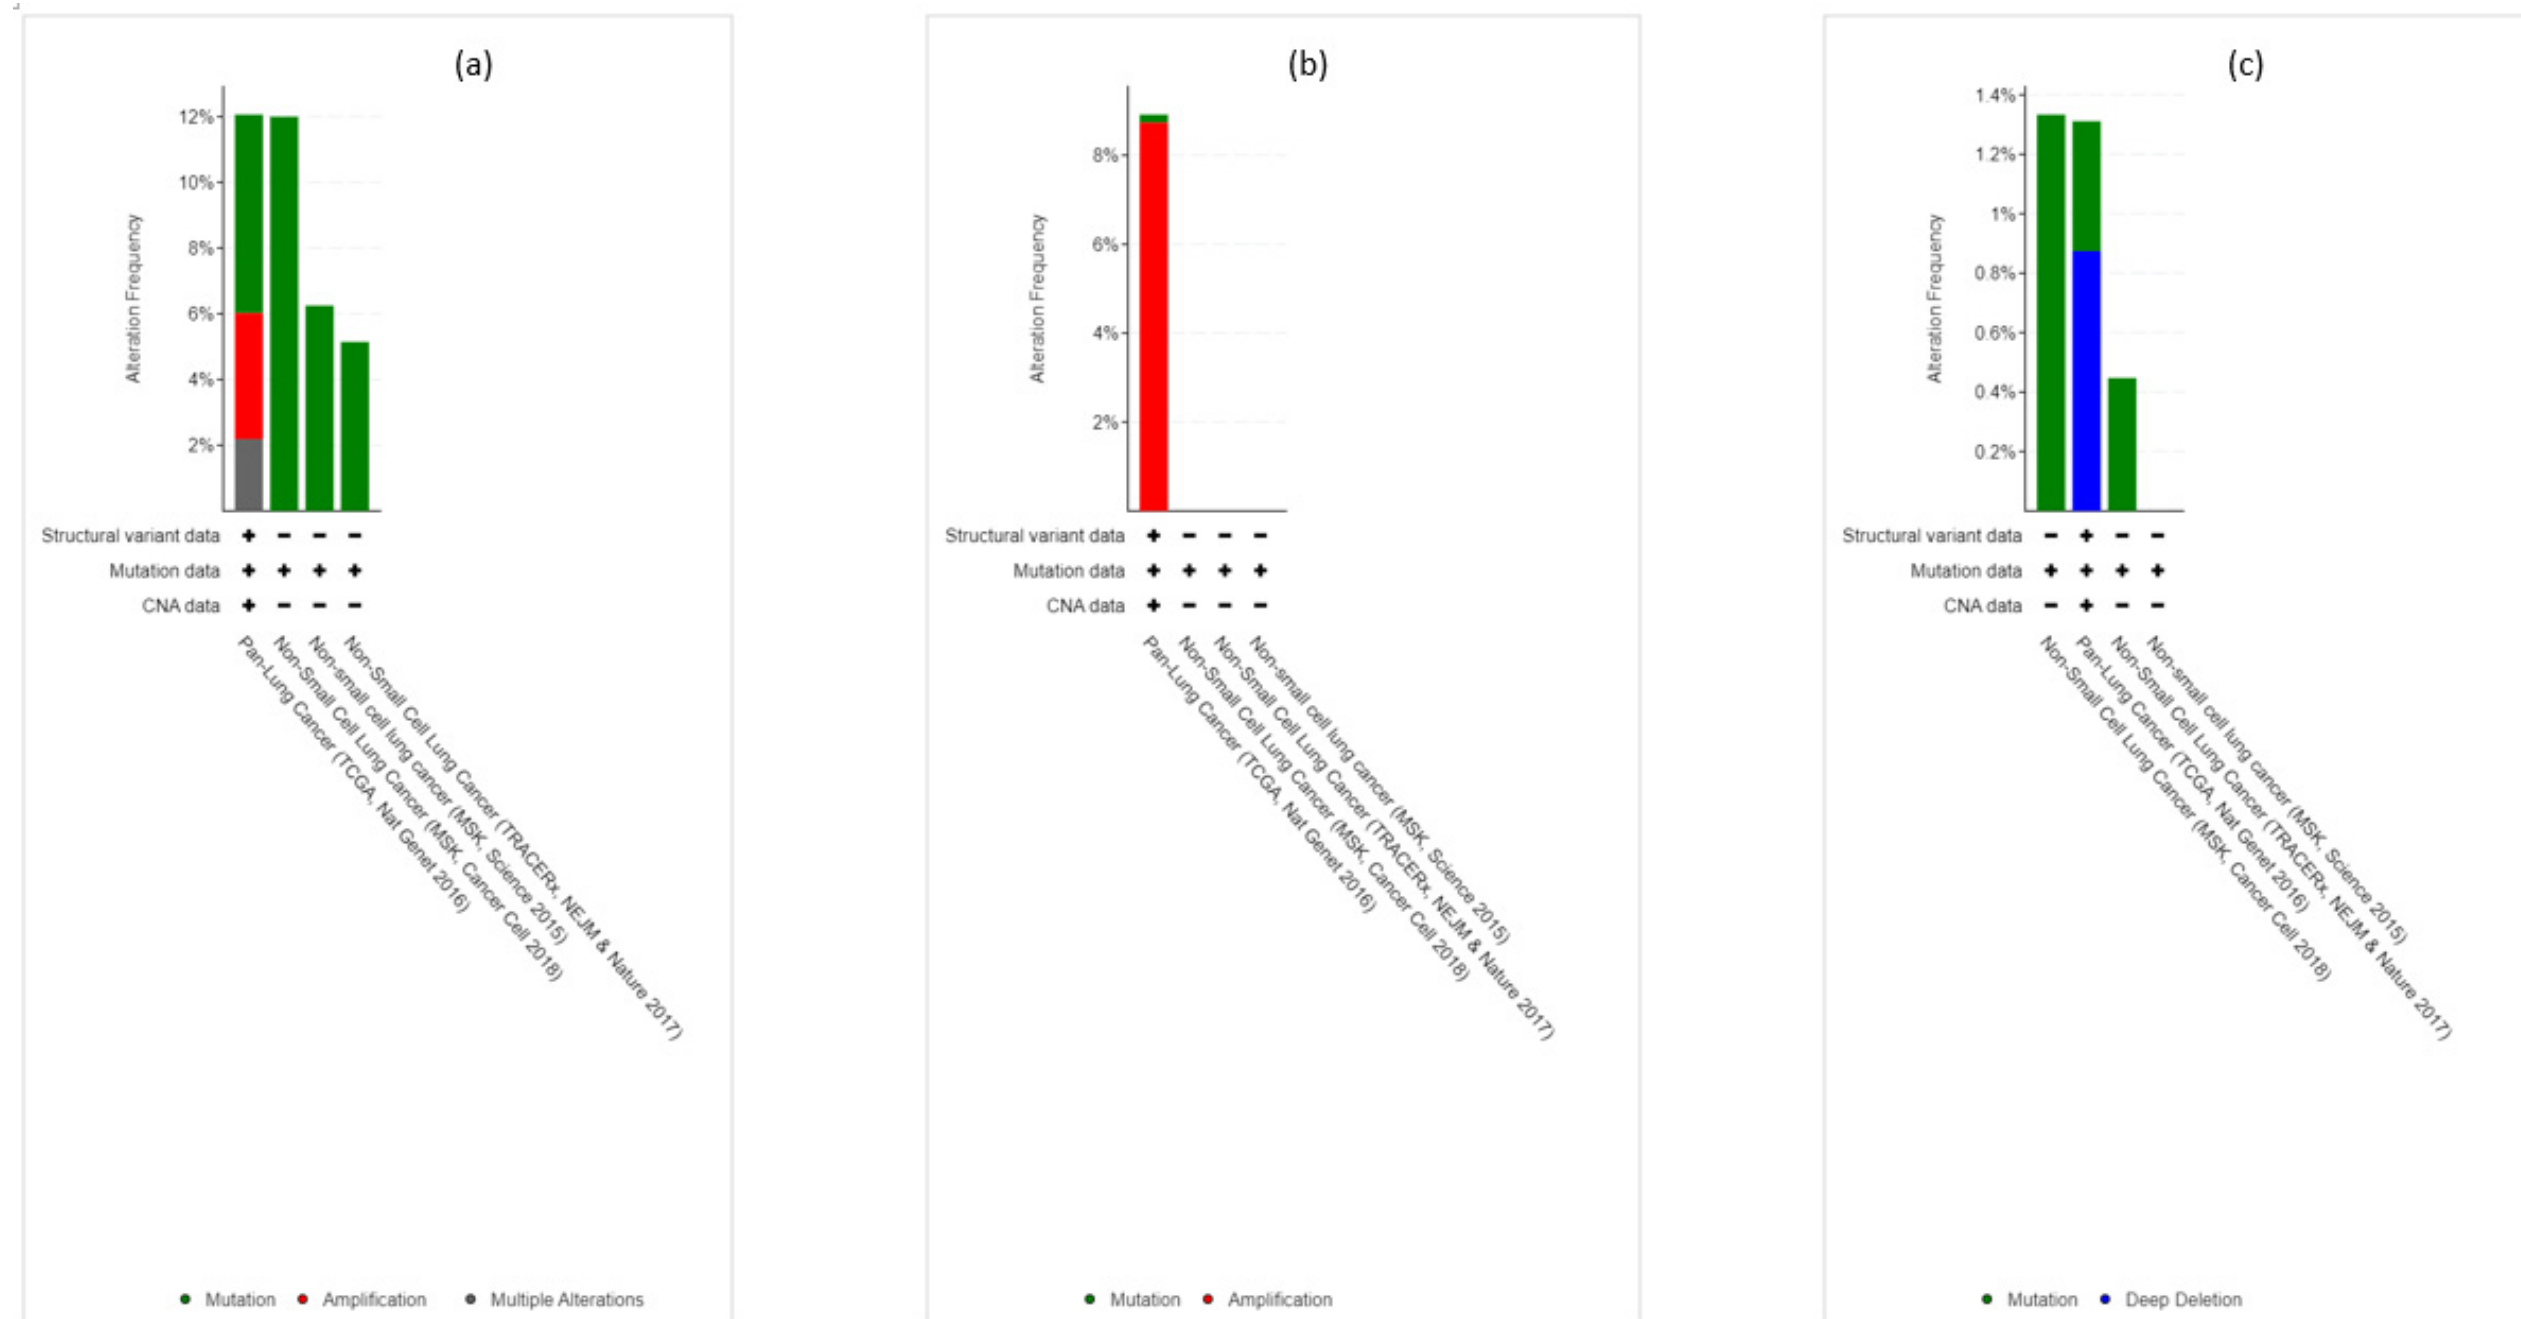 (a)
12%
10%
8%
6%
4%
2%
Alteration Frequency
Structural variant data + - - -
Mutation data + + + +
CNA data + - - -
Pan-Lung Cancer (TCGA, Nat Genet 2016)
Non-Small Cell Lung Cancer (MSK, Cancer Cell 2018)
Non-small cell lung cancer (MSK, Science 2015)
Non-Small Cell Lung Cancer (TRACERx, NEJM & Nature 2017)
Mutation Amplification Multiple Alterations
(b)
8%
6%
4%
2%
Alteration Frequency
Structural variant data + - - -
Mutation data + + + +
CNA data + - - -
Pan-Lung Cancer (TCGA, Nat Genet 2016)
Non-Small Cell Lung Cancer (MSK, Cancer Cell 2018)
Non-Small Cell Lung Cancer (TRACERx, NEJM & Nature 2017)
Non-small cell lung cancer (MSK, Science 2015)
Mutation Amplification
(c)
1.4%
1.2%
1%
0.8%
0.6%
0.4%
0.2%
Alteration Frequency
Structural variant data - + - -
Mutation data + + + +
CNA data - + - -
Non-Small Cell Lung Cancer (MSK, Cancer Cell 2018)
Pan-Lung Cancer (TCGA, Nat Genet 2016)
Non-Small Cell Lung Cancer (TRACERx, NEJM & Nature 2017)
Non-small cell lung cancer (MSK, Science 2015)
Mutation Deep Deletion